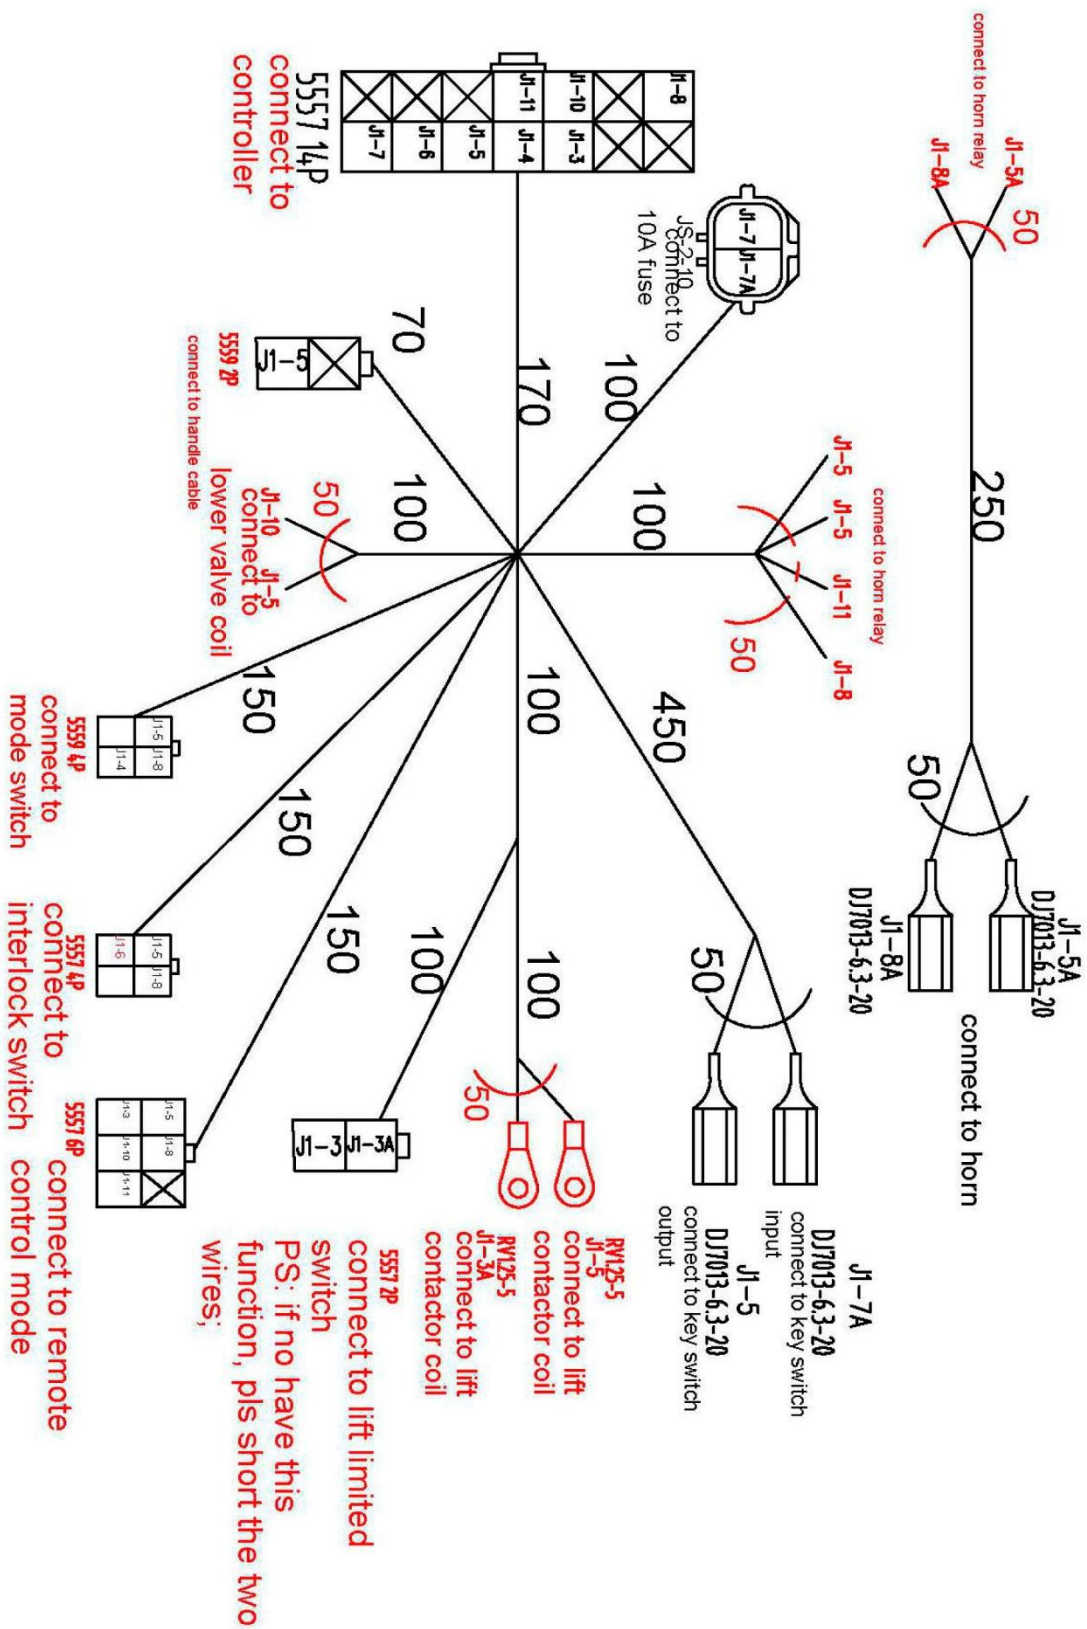 connect to horn relay
J1-5A
J1-8A
50
250
50
J1-5A
DJ7013-6.3-20
J1-8A
DJ7013-6.3-20
connect to horn
J1-8
J1-10
J1-11
J1-3
J1-4
J1-5
J1-6
J1-7
5557 14P
connect to
controller
170
J1-7
J1-7A
JS-2-10
connect to
10A fuse
100
J1-5
J1-5
J1-11
J1-8
connect to horn relay
50
100
450
50
J1-7A
DJ7013-6.3-20
connect to key switch
input
J1-5
DJ7013-6.3-20
connect to key switch
output
70
J1-5
5559 2P
connect to handle cable
100
50
J1-10
J1-5
connect to
lower valve coil
100
100
50
RV1.25-5
J1-5
connect to lift
contactor coil
RV1.25-5
J1-3A
connect to lift
contactor coil
100
J1-3
J1-3A
5557 2P
connect to lift limited
switch
PS: if no have this
function, pls short the two
wires;
150
J1-5
J1-8
J1-4
5559 4P
connect to
mode switch
150
J1-5
J1-8
J1-6
5557 4P
connect to
interlock switch
150
J1-5
J1-8
J1-3
J1-10
J1-11
5557 6P
connect to remote
control mode